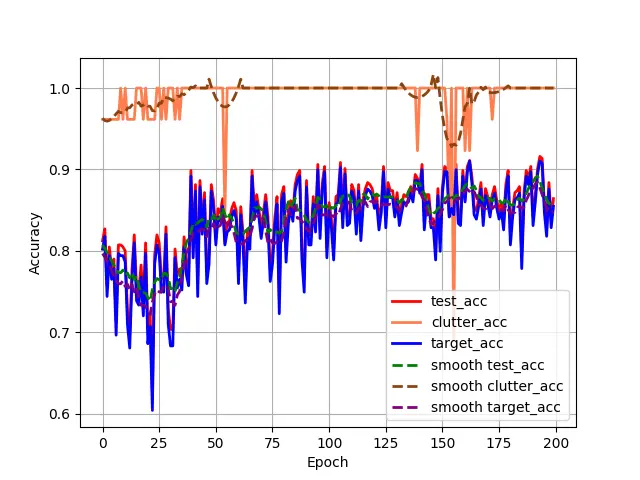 1.0
0.9
0.8
0.7
0.6
Accuracy
test_acc
clutter_acc
target_acc
smooth test_acc
smooth clutter_acc
smooth target_acc
0 25 50 75 100 125 150 175 200
Epoch